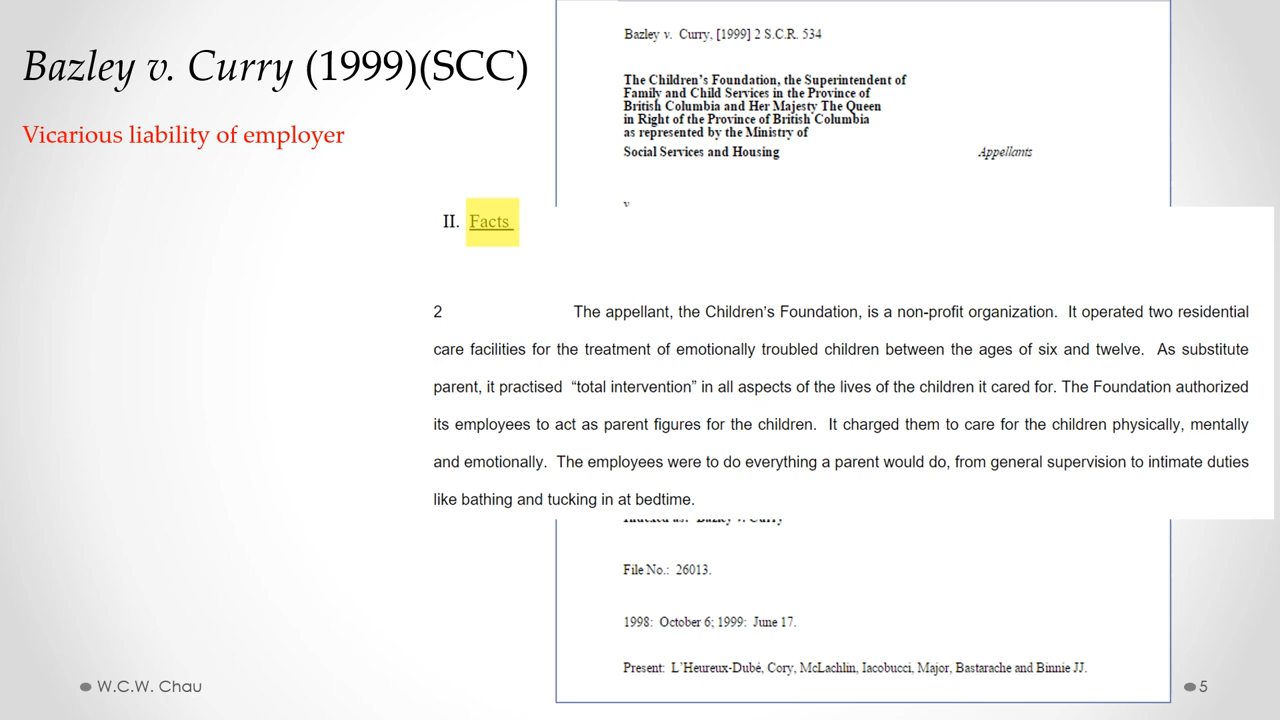 Bazley v. Curry (1999)(SCC)
Vicarious liability of employer
Bazley v. Curry, [1999] 2 S.C.R. 534
The Children's Foundation, the Superintendent of
Family and Child Services in the Province of
British Columbia and Her Majesty The Queen
in Right of the Province of British Columbia
as represented by the Ministry of
Social Services and Housing Appellants
v.
II. Facts
2 The appellant, the Children's Foundation, is a non-profit organization. It operated two residential
care facilities for the treatment of emotionally troubled children between the ages of six and twelve. As substitute
parent, it practised “total intervention” in all aspects of the lives of the children it cared for. The Foundation authorized
its employees to act as parent figures for the children. It charged them to care for the children physically, mentally
and emotionally. The employees were to do everything a parent would do, from general supervision to intimate duties
like bathing and tucking in at bedtime.
Indexed as: Bazley v. Curry
File No.: 26013.
1998: October 6; 1999: June 17.
Present: L'Heureux-Dubé, Cory, McLachlin, Iacobucci, Major, Bastarache and Binnie JJ.
W.C.W. Chau
5